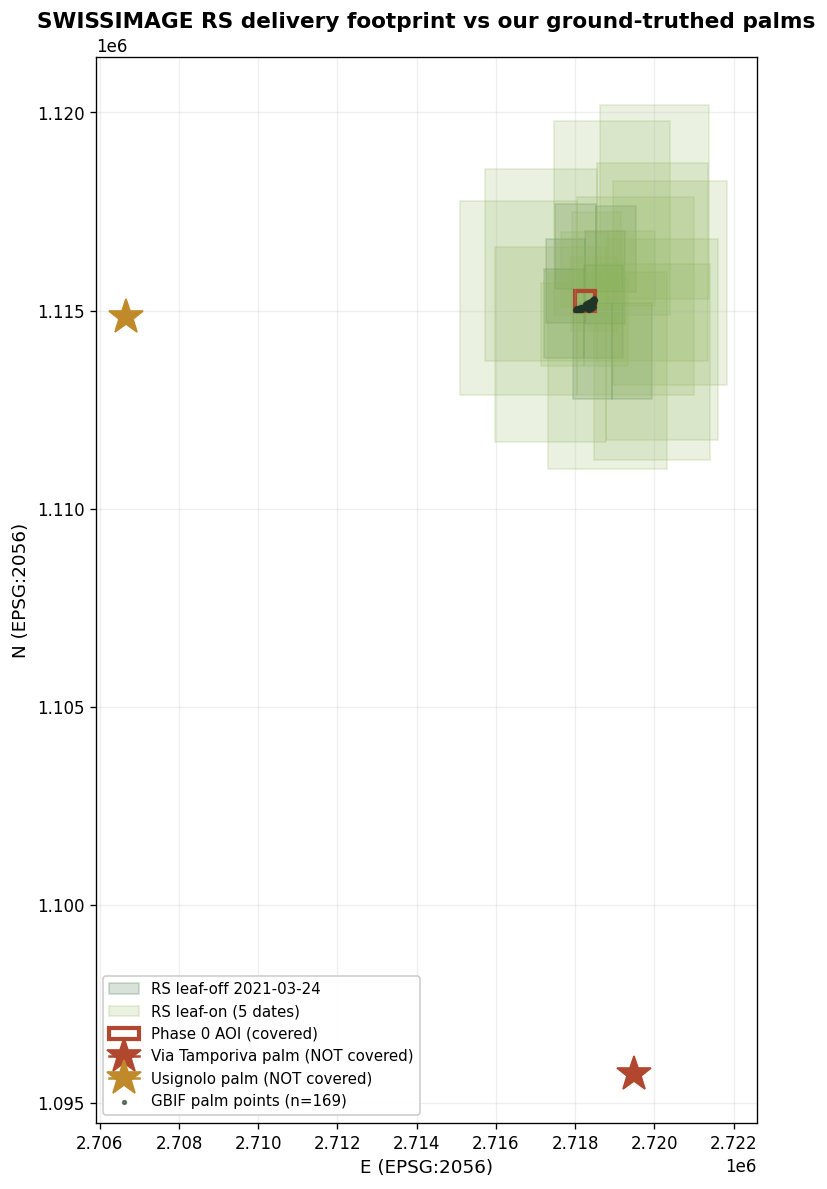 SWISSIMAGE RS delivery footprint vs our ground-truthed palms
1e6
1.120
1.115
1.110
1.105
1.100
1.095
N (EPSG:2056)
RS leaf-off 2021-03-24
RS leaf-on (5 dates)
Phase 0 AOI (covered)
Via Tamporiva palm (NOT covered)
Usignolo palm (NOT covered)
GBIF palm points (n=169)
2.706 2.708 2.710 2.712 2.714 2.716 2.718 2.720 2.722
1e6
E (EPSG:2056)